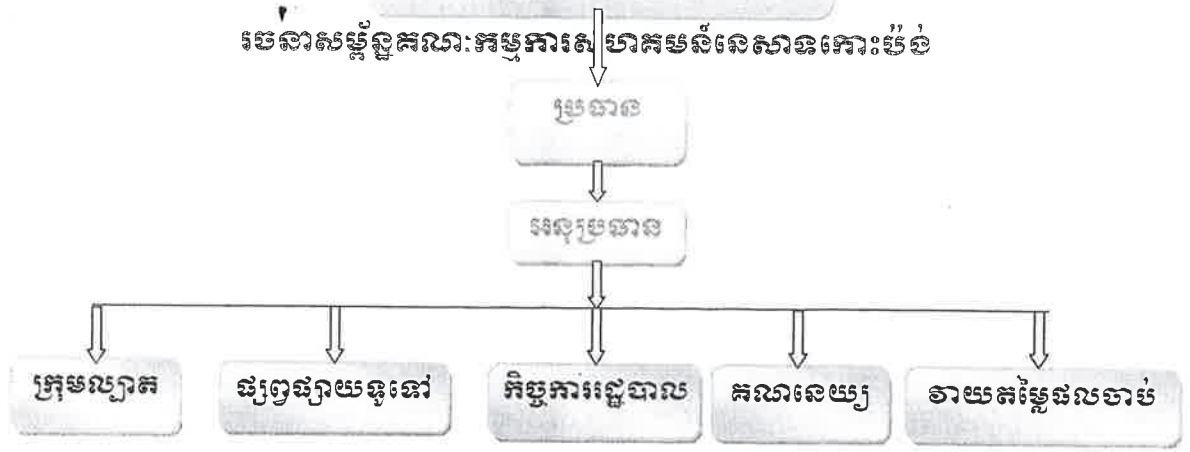 រចនាសម្ព័ន្ធគណៈកម្មការសហគមន៍នេសាទកោះប៉ង់
ប្រធាន
អនុប្រធាន
ក្រុមល្បាត
ផ្សព្វផ្សាយទូទៅ
កិច្ចការរដ្ឋបាល
គណនេយ្យ
វាយតម្លៃផលចាប់